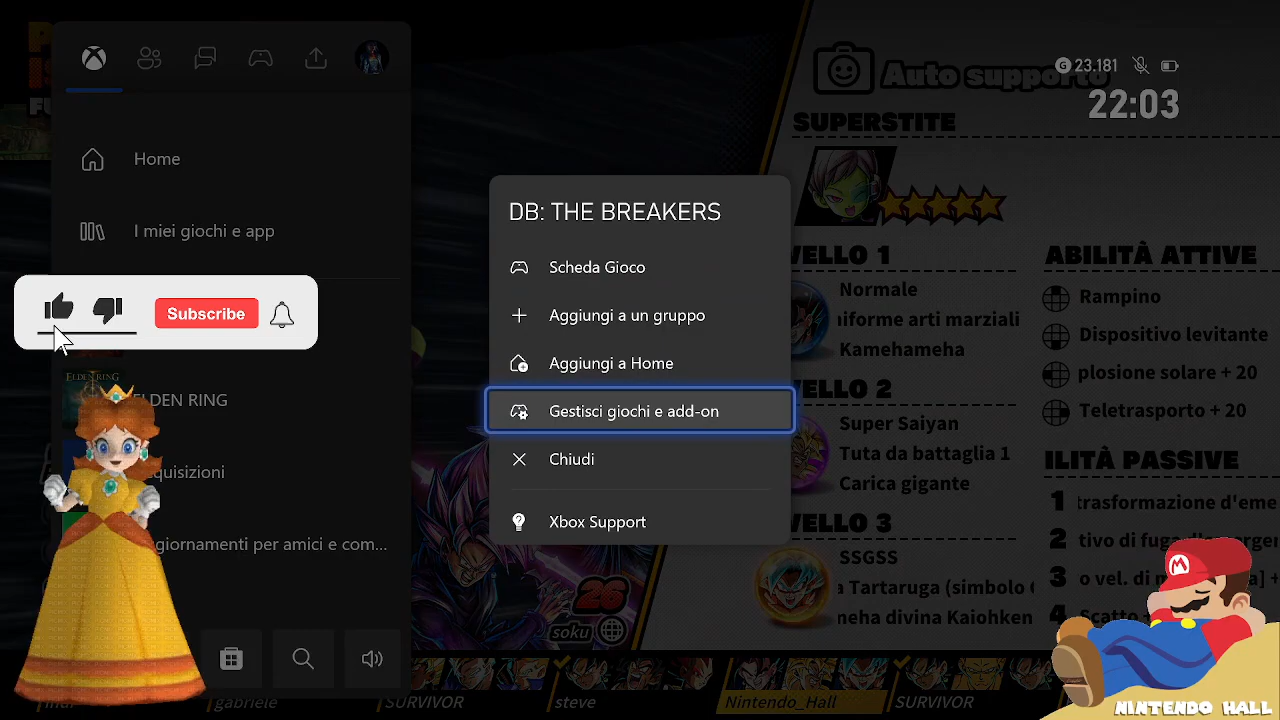 Auto supporto
G 23.181
22:03
SUPERSTITE
Home
I miei giochi e app
Subscribe
ELDEN RING
ELDEN RING
quisizioni
giornamenti per amici e com...
DB: THE BREAKERS
Scheda Gioco
Aggiungi a un gruppo
Aggiungi a Home
Gestisci giochi e add-on
Chiudi
Xbox Support
VELLO 1
Normale
iforme arti marziali
Kamehameha
VELLO 2
Super Saiyan
Tuta da battaglia 1
Carica gigante
VELLO 3
SSGSS
a Tartaruga (simbolo
neha divina Kaiohken
ABILITÀ ATTIVE
Rampino
Dispositivo levitante
plosione solare + 20
Teletrasporto + 20
ILITÀ PASSIVE
1 trasformazione d'eme
2 tivo di fuga
3 o vel. di
4 Scatto
26
soku
gabriele
SURVIVOR
steve
Nintendo_Hall
SURVIVOR
M
NINTENDO HALL